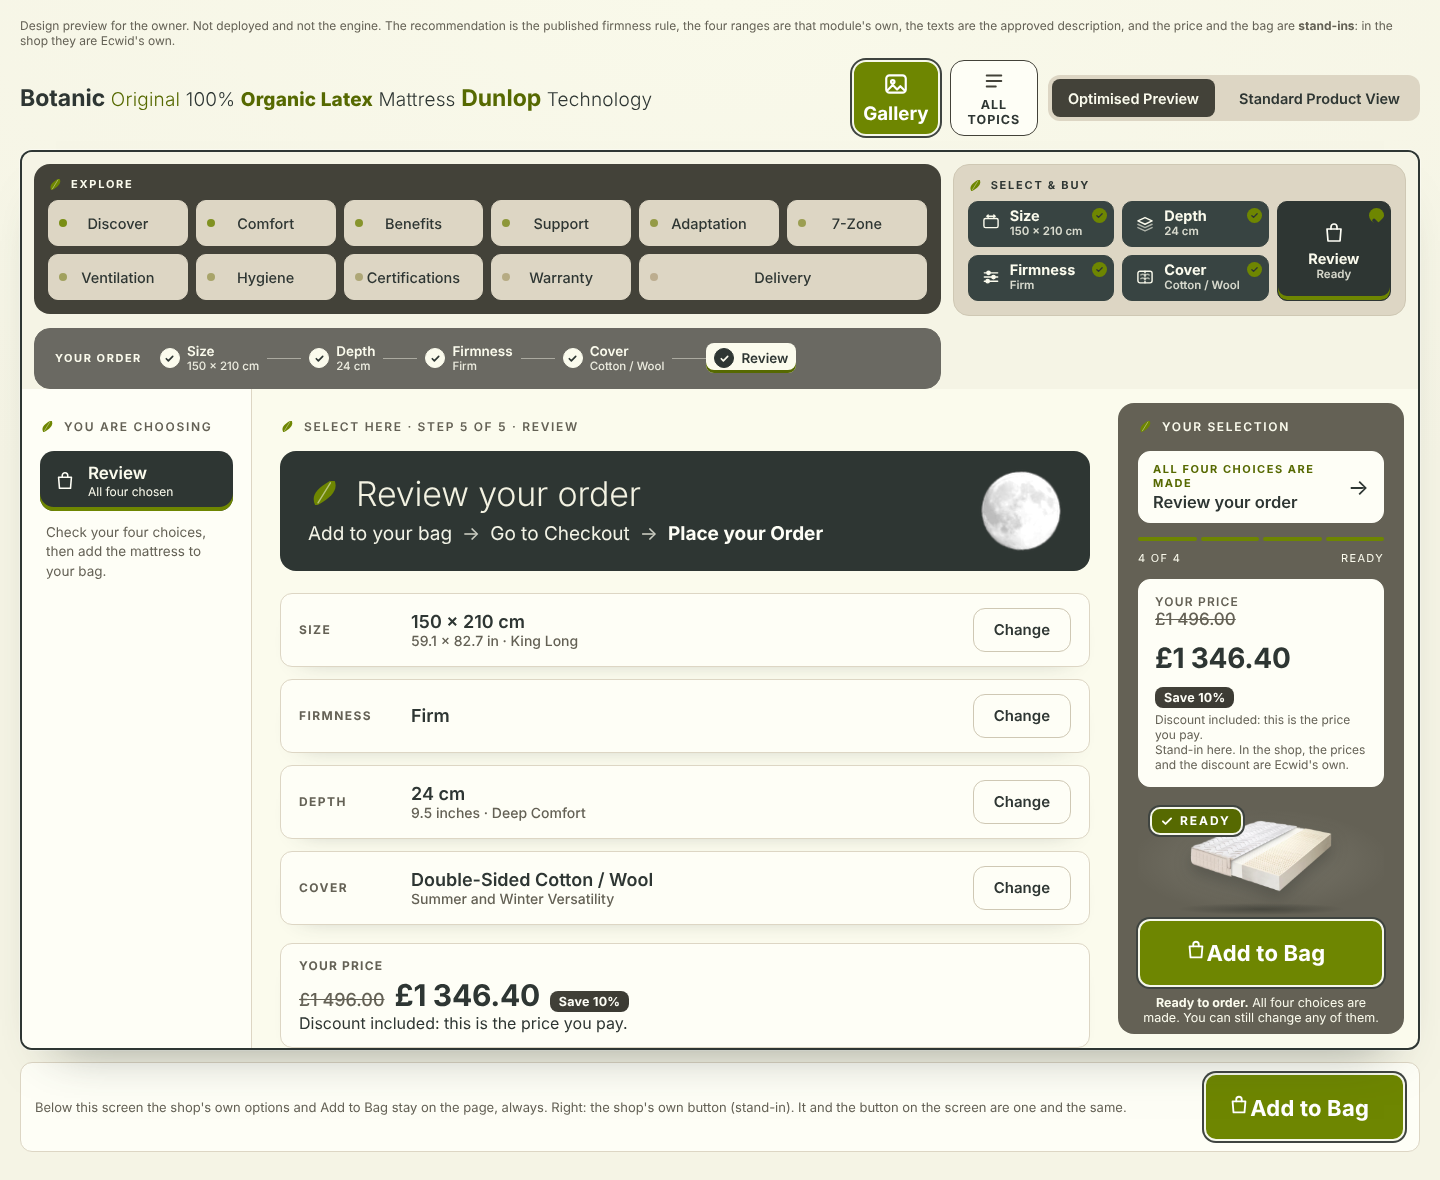 Design preview for the owner. Not deployed and not the engine. The recommendation is the published firmness rule, the four ranges are that module's own, the texts are the approved description, and the price and the bag are stand-ins: in the
shop they are Ecwid's own.
Botanic Original 100% Organic Latex Mattress Dunlop Technology
Gallery
ALL
TOPICS
Optimised Preview
Standard Product View
EXPLORE
Discover
Comfort
Benefits
Support
Adaptation
7-Zone
Ventilation
Hygiene
Certifications
Warranty
Delivery
SELECT & BUY
Size
150 × 210 cm
Depth
24 cm
Firmness
Firm
Cover
Cotton / Wool
Review
Ready
YOUR ORDER
Size
150 × 210 cm
Depth
24 cm
Firmness
Firm
Cover
Cotton / Wool
Review
YOU ARE CHOOSING
Review
All four chosen
Check your four choices,
then add the mattress to
your bag.
SELECT HERE · STEP 5 OF 5 · REVIEW
Review your order
Add to your bag → Go to Checkout → Place your Order
SIZE
150 × 210 cm
59.1 × 82.7 in · King Long
Change
FIRMNESS
Firm
Change
DEPTH
24 cm
9.5 inches · Deep Comfort
Change
COVER
Double-Sided Cotton / Wool
Summer and Winter Versatility
Change
YOUR PRICE
£1 496.00 £1 346.40 Save 10%
Discount included: this is the price you pay.
YOUR SELECTION
ALL FOUR CHOICES ARE
MADE
Review your order →
4 OF 4
READY
YOUR PRICE
£1 496.00
£1 346.40
Save 10%
Discount included: this is the price
you pay.
Stand-in here. In the shop, the prices
and the discount are Ecwid's own.
READY
Add to Bag
Ready to order. All four choices are
made. You can still change any of them.
Below this screen the shop's own options and Add to Bag stay on the page, always. Right: the shop's own button (stand-in). It and the button on the screen are one and the same.
Add to Bag